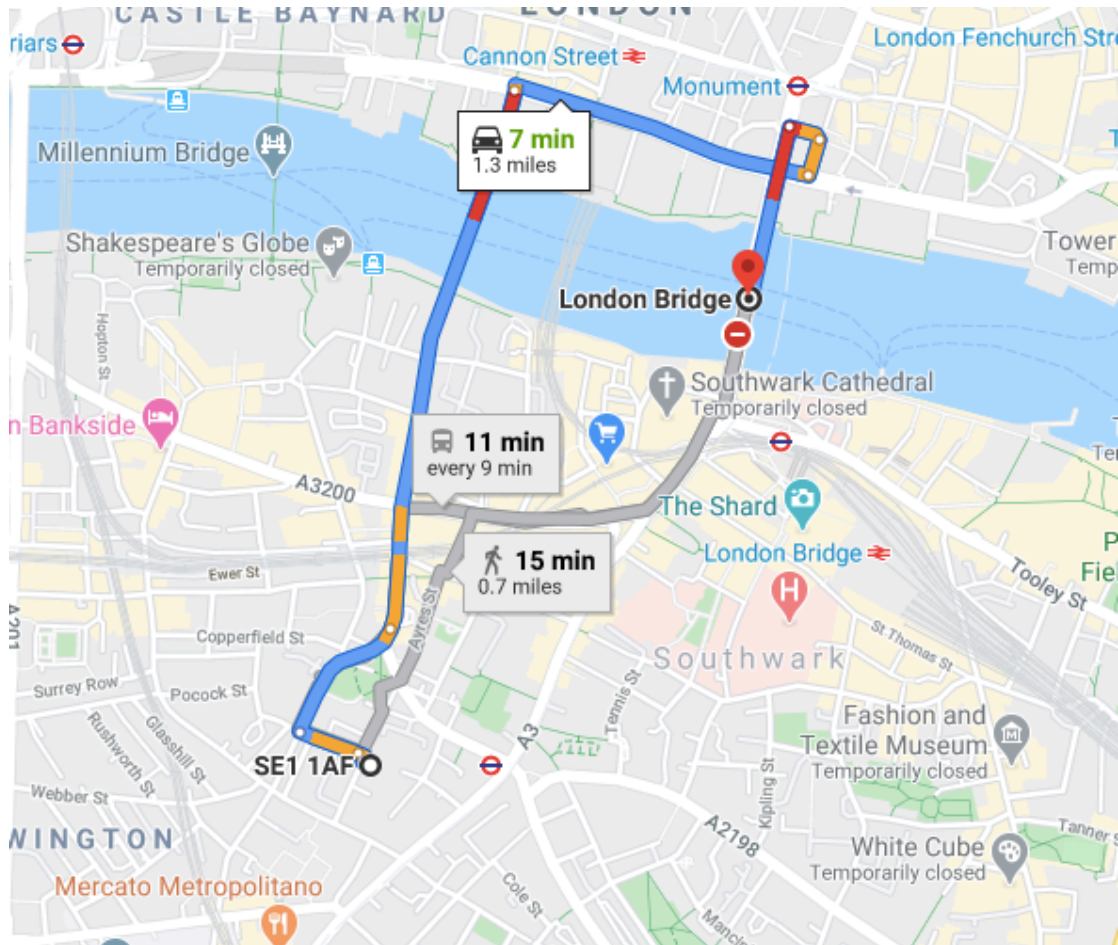 CASTLE BAYNARD
LONDON
riars
Cannon Street
London Fenchurch Stre
Monument
7 min
1.3 miles
Millennium Bridge
Shakespeare's Globe
Temporarily closed
Tower
Temp
London Bridge
Hopton St
Southwark Cathedral
Temporarily closed
n Bankside
11 min
every 9 min
A3200
The Shard
London Bridge
15 min
0.7 miles
Ewer St
Ayres St
H
Tooley St
P
Fiel
A201
Copperfield St
St Thomas St
Southwark
Surrey Row
Pocock St
Tennis St
A3
Rushworth St
Glasshill St
Fashion and
Textile Museum
Temporarily closed
SE1 1AF
Webber St
Kipling St
A2198
Tanner S
WINGTON
White Cube
Temporarily closed
Mercato Metropolitano
Cole St
Manci